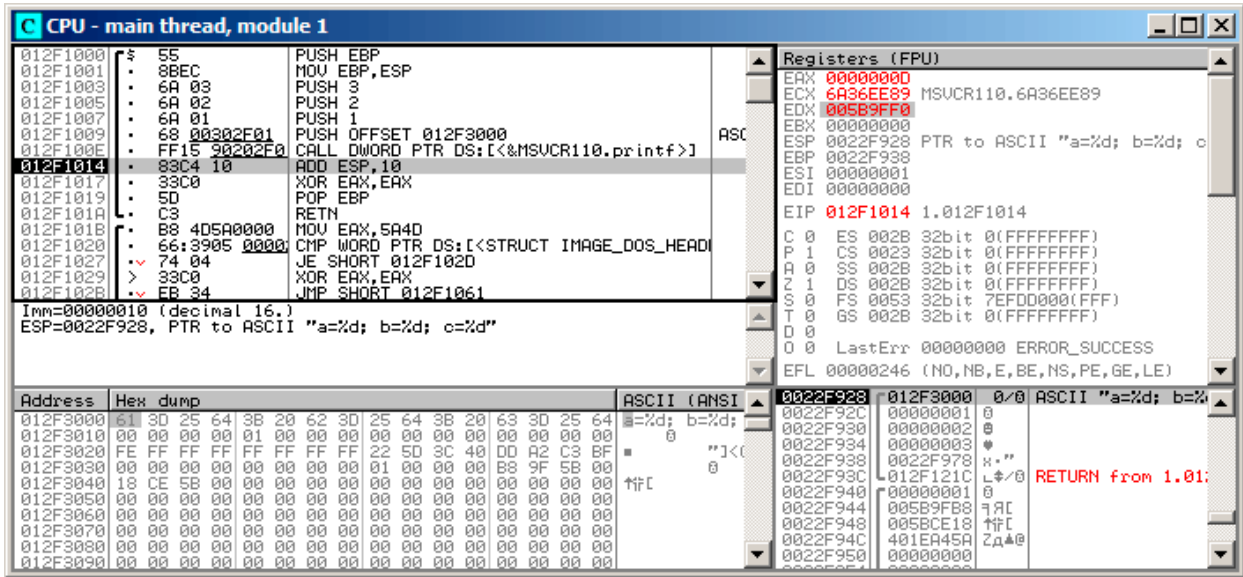 C CPU - main thread, module 1
012F1000 $ 55 PUSH EBP
012F1001 . 8BEC MOV EBP,ESP
012F1003 . 6A 03 PUSH 3
012F1005 . 6A 02 PUSH 2
012F1007 . 6A 01 PUSH 1
012F1009 . 68 00302F01 PUSH OFFSET 012F3000 ASC
012F100E . FF15 90202F0 CALL DWORD PTR DS:[<&MSVCR110.printf>]
012F1014 . 83C4 10 ADD ESP,10
012F1017 . 33C0 XOR EAX,EAX
012F1019 . 5D POP EBP
012F101A . C3 RETN
012F101B . B8 4D5A0000 MOV EAX,5A4D
012F1020 . 66:3905 0000 CMP WORD PTR DS:[<STRUCT IMAGE_DOS_HEAD
012F1027 . 74 04 JE SHORT 012F102D
012F1029 > 33C0 XOR EAX,EAX
012F102B . EB 34 JMP SHORT 012F1061
Imm=00000010 (decimal 16.)
ESP=0022F928, PTR to ASCII "a=%d; b=%d; c=%d"
Registers (FPU)
EAX 0000000D
ECX 6A36EE89 MSVCR110.6A36EE89
EDX 005B9FF0
EBX 00000000
ESP 0022F928 PTR to ASCII "a=%d; b=%d; c
EBP 0022F938
ESI 00000001
EDI 00000000
EIP 012F1014 1.012F1014
C 0 ES 002B 32bit 0(FFFFFFFF)
P 1 CS 0023 32bit 0(FFFFFFFF)
A 0 SS 002B 32bit 0(FFFFFFFF)
Z 1 DS 002B 32bit 0(FFFFFFFF)
S 0 FS 0053 32bit 7EFDD000(FFF)
T 0 GS 002B 32bit 0(FFFFFFFF)
D 0
O 0 LastErr 00000000 ERROR_SUCCESS
EFL 00000246 (NO,NB,E,BE,NS,PE,GE,LE)
Address Hex dump ASCII (ANSI
012F3000 61 3D 25 64 3B 20 62 3D 25 64 3B 20 63 3D 25 64 a=%d; b=%d;
012F3010 00 00 00 00 01 00 00 00 00 00 00 00 00 00 00 00
012F3020 FE FF FF FF FF FF FF FF 22 5D 3C 40 DD A2 C3 BF "]<
012F3030 00 00 00 00 00 00 00 00 01 00 00 00 B8 9F 5B 00
012F3040 18 CE 5B 00 00 00 00 00 00 00 00 00 00 00 00 00
012F3050 00 00 00 00 00 00 00 00 00 00 00 00 00 00 00 00
012F3060 00 00 00 00 00 00 00 00 00 00 00 00 00 00 00 00
012F3070 00 00 00 00 00 00 00 00 00 00 00 00 00 00 00 00
012F3080 00 00 00 00 00 00 00 00 00 00 00 00 00 00 00 00
012F3090 00 00 00 00 00 00 00 00 00 00 00 00 00 00 00 00
0022F928 012F3000 0/☺ ASCII "a=%d; b=%
0022F92C 00000001 ☺
0022F930 00000002 ☻
0022F934 00000003 ♥
0022F938 0022F978
0022F93C 012F121C RETURN from 1.01
0022F940 00000001 ☺
0022F944 005B9FB8
0022F948 005BCE18
0022F94C 401EA45A
0022F950 00000000